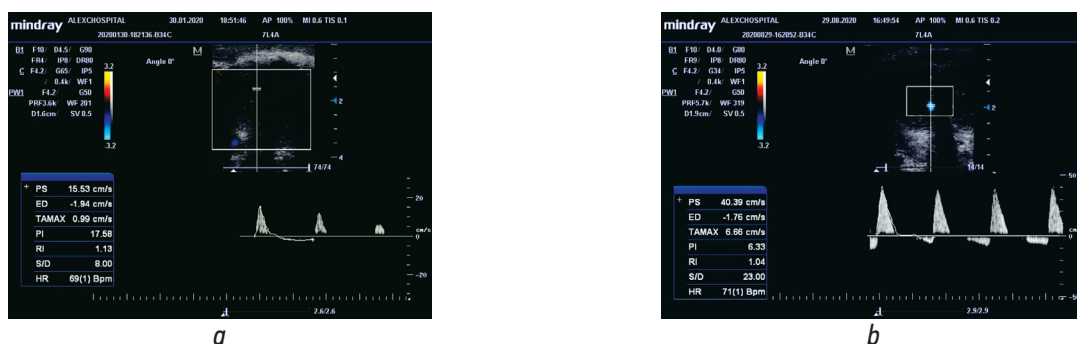 mindray ALEXCHOSPITAL 30.01.2020 18:51:46 AP 100% MI 0.6 TIS 0.1
20200130-182136-B34C 7L4A
B1 F10/ D4.5/ G90
FR4/ IP8/ DR80
C F4.2/ G65/ IP5
/ 0.4k/ WF1
PW1 F4.2/ G50
PRF3.6k/ WF 201
D1.6cm/ SV 0.5
3.2
-3.2
M
Angle 0°
2
4
74/74
+ PS 15.53 cm/s
ED -1.94 cm/s
TAMAX 0.99 cm/s
PI 17.58
RI 1.13
S/D 8.00
HR 69(1) Bpm
20
cm/s
0
-20
2.6/2.6
a
mindray ALEXCHOSPITAL 29.08.2020 16:49:54 AP 100% MI 0.6 TIS 0.2
20200829-162052-B34C 7L4A
B1 F10/ D4.0/ G80
FR9/ IP8/ DR80
C F4.2/ G34/ IP5
/ 0.4k/ WF1
PW1 F4.2/ G50
PRF5.7k/ WF 319
D1.9cm/ SV 0.5
3.2
-3.2
M
Angle 0°
2
14/14
+ PS 40.39 cm/s
ED -1.76 cm/s
TAMAX 6.66 cm/s
PI 6.33
RI 1.04
S/D 23.00
HR 71(1) Bpm
50
cm/s
0
-50
2.9/2.9
b